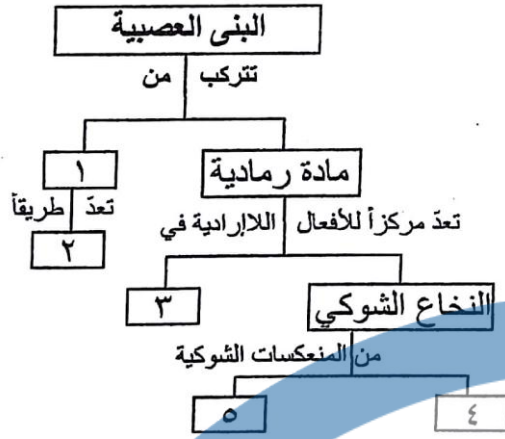 البنى العصبية
تتركب من
١
مادة رمادية
تعدّ طريقاً
تعدّ مركزاً للأفعال اللاإرادية في
٢
٣
النخاع الشوكي
من المنعكسات الشوكية
٥
٤